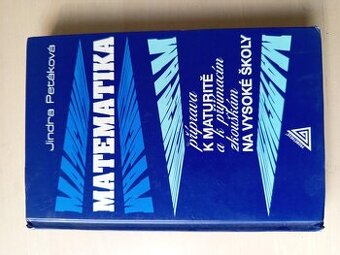 Jindra Petáková
MATEMATIKA
příprava
K MATURITĚ
a k přijímacím
zkouškám
NA VYSOKÉ ŠKOLY